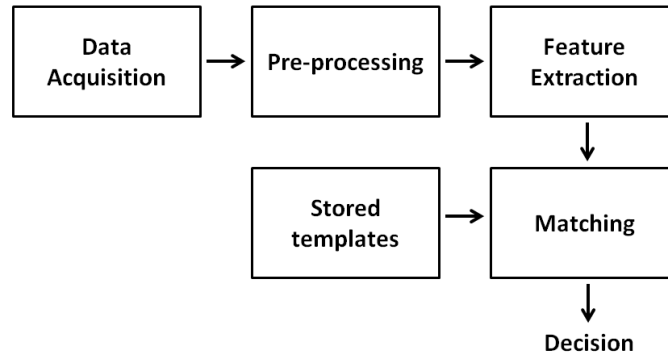 Data
Acquisition
Pre-processing
Feature
Extraction
Stored
templates
Matching
Decision